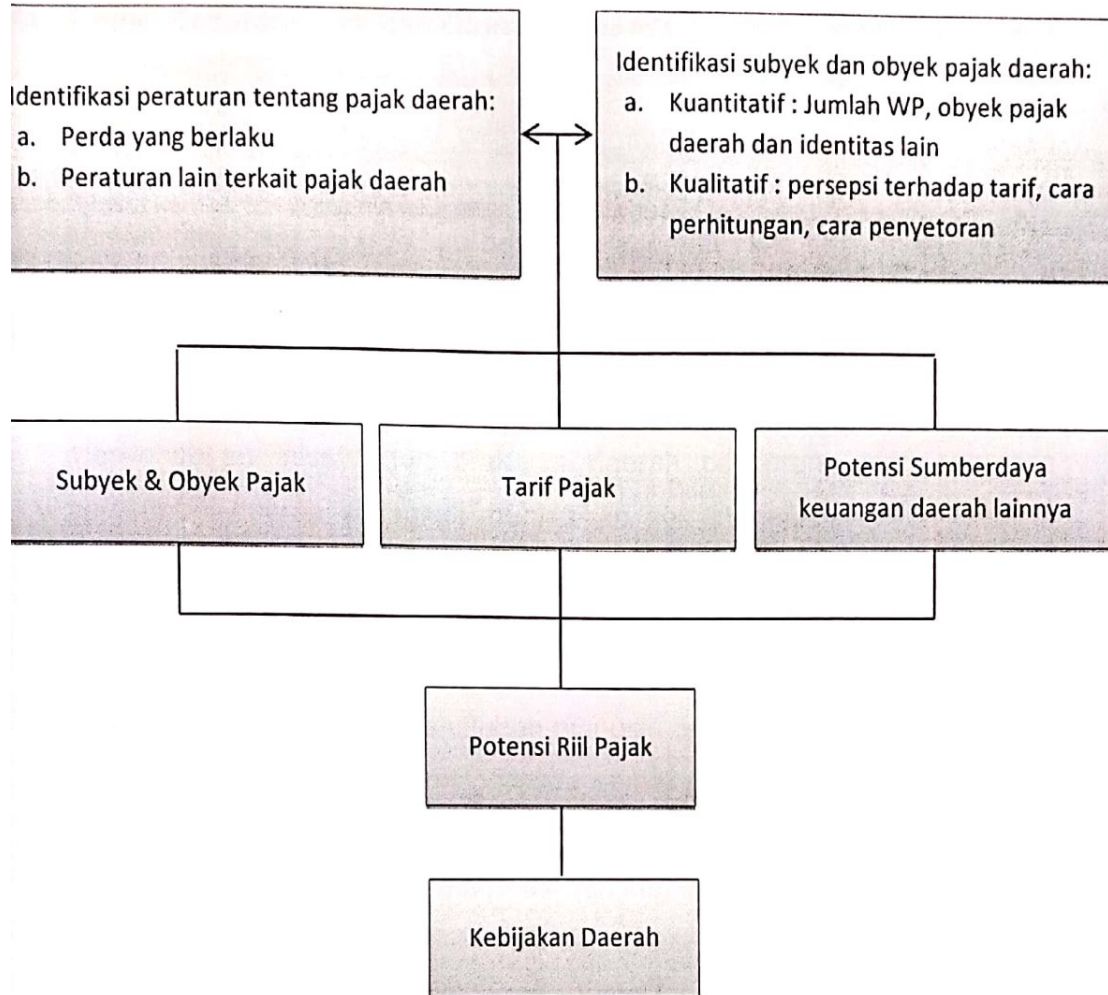 Identifikasi peraturan tentang pajak daerah:
a. Perda yang berlaku
b. Peraturan lain terkait pajak daerah
Identifikasi subyek dan obyek pajak daerah:
a. Kuantitatif : Jumlah WP, obyek pajak
daerah dan identitas lain
b. Kualitatif : persepsi terhadap tarif, cara
perhitungan, cara penyetoran
Subyek & Obyek Pajak
Tarif Pajak
Potensi Sumberdaya
keuangan daerah lainnya
Potensi Riil Pajak
Kebijakan Daerah